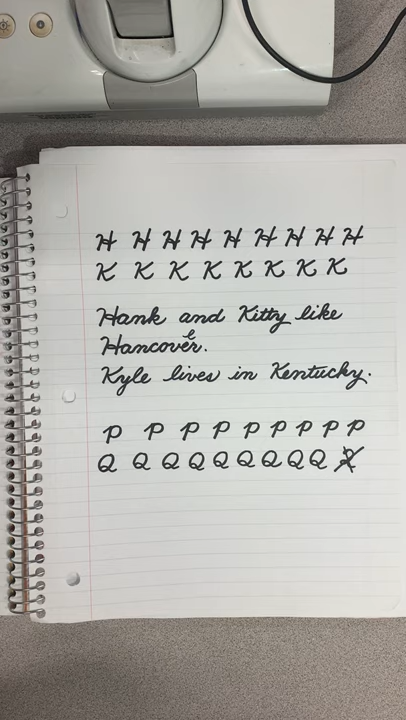 H H H H H H H H H
K K K K K K K K
Hank and Kitty like
Hancover.
Kyle lives in Kentucky.
P P P P P P P P P
Q Q Q Q Q Q Q Q Q